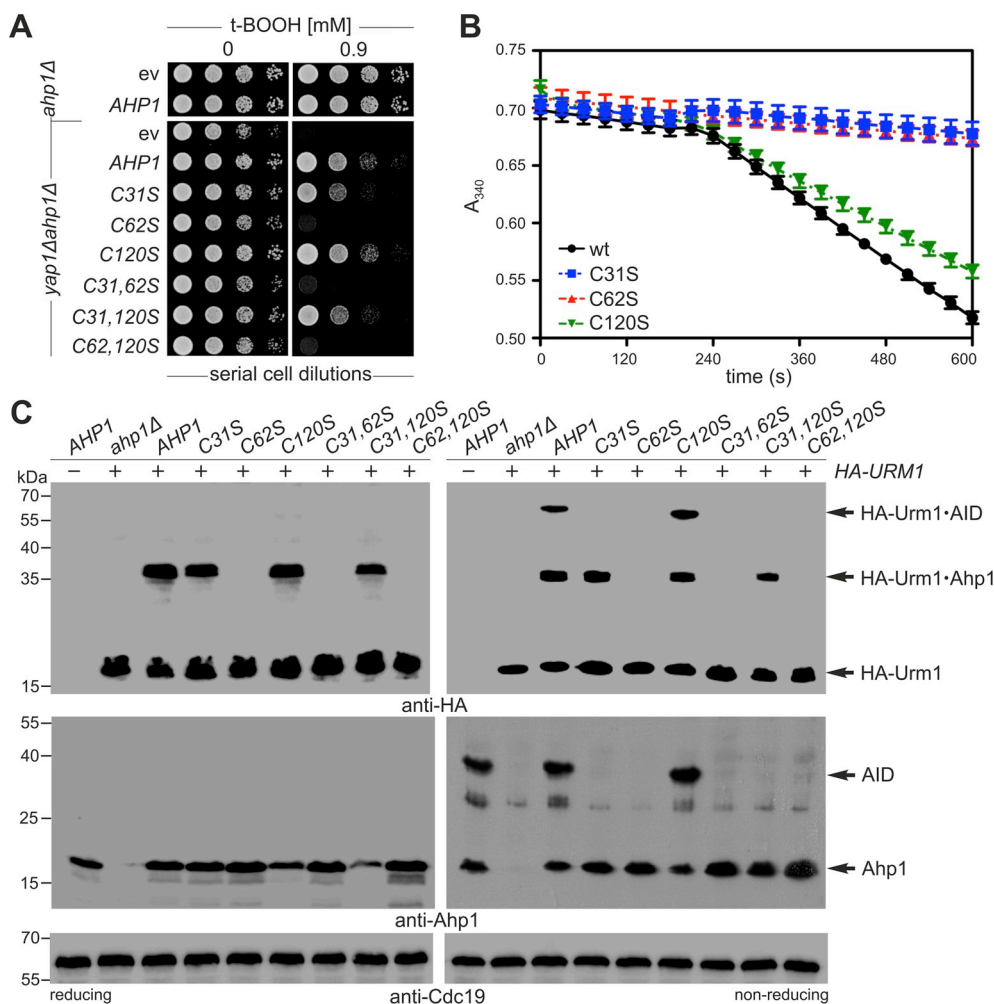 A
t-BOOH [mM]
0 0.9
ahp1Δ
ev
AHP1
yap1Δahp1Δ
ev
AHP1
C31S
C62S
C120S
C31,62S
C31,120S
C62,120S
serial cell dilutions
B
A340
0.75
0.70
0.65
0.60
0.55
0.50
wt
C31S
C62S
C120S
0 120 240 360 480 600
time (s)
C
AHP1 ahp1Δ AHP1 C31S C62S C120S C31,62S C31,120S C62,120S AHP1 ahp1Δ AHP1 C31S C62S C120S C31,62S C31,120S C62,120S
– + + + + + + + + – + + + + + + + + HA-URM1
kDa
70
55
40
35
15
HA-Urm1•AID
HA-Urm1•Ahp1
HA-Urm1
anti-HA
55
40
25
15
AID
Ahp1
anti-Ahp1
70
55
reducing anti-Cdc19 non-reducing